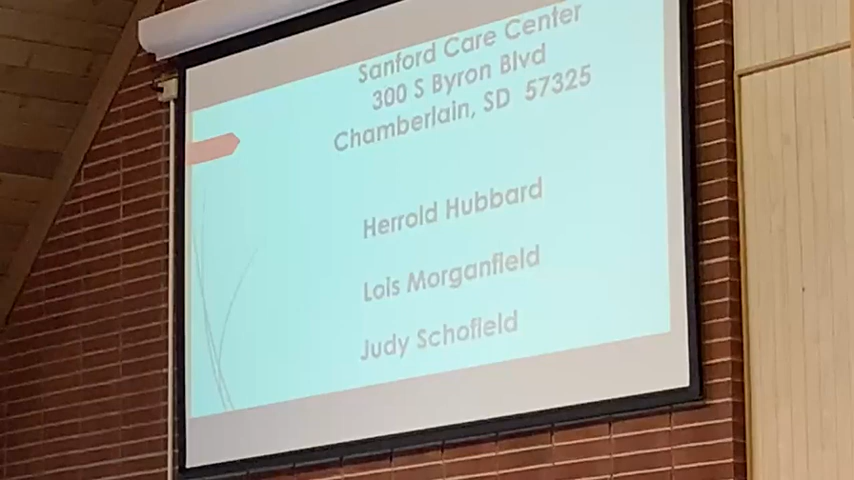 Sanford Care Center
300 S Byron Blvd
Chamberlain, SD 57325
Herrold Hubbard
Lois Morganfield
Judy Schofield